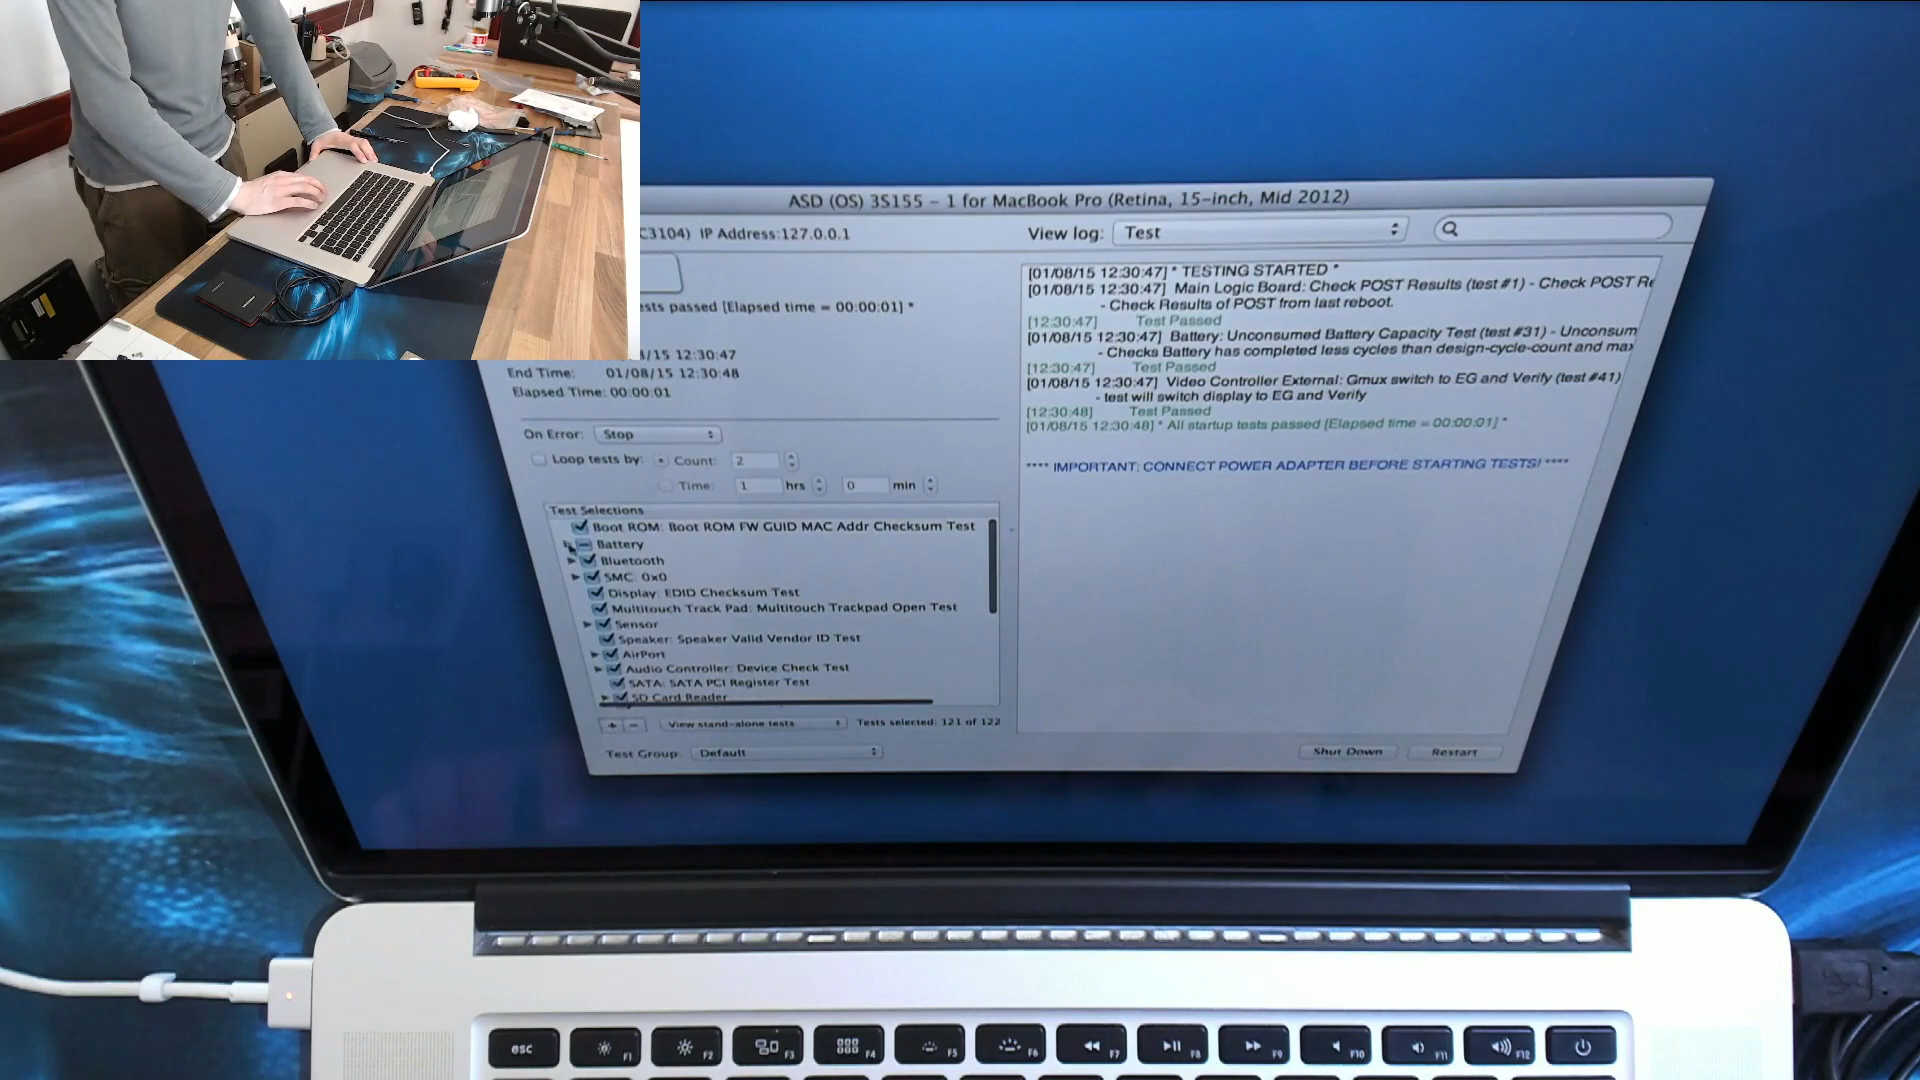 ASD (OS) 3S155 - 1 for MacBook Pro (Retina, 15-inch, Mid 2012)
C3104) IP Address:127.0.0.1
View log: Test
sts passed [Elapsed time = 00:00:01] *
/15 12:30:47
End Time: 01/08/15 12:30:48
Elapsed Time: 00:00:01
On Error: Stop
Loop tests by: Count: 2
Time: 1 hrs 0 min
Test Selections
Boot ROM: Boot ROM FW GUID MAC Addr Checksum Test
Battery
Bluetooth
SMC: 0x0
Display: EDID Checksum Test
Multitouch Track Pad: Multitouch Trackpad Open Test
Sensor
Speaker: Speaker Valid Vendor ID Test
AirPort
Audio Controller: Device Check Test
SATA: SATA PCI Register Test
SD Card Reader
+ -
View stand-alone tests
Tests selected: 121 of 122
Test Group: Default
[01/08/15 12:30:47] * TESTING STARTED *
[01/08/15 12:30:47] Main Logic Board: Check POST Results (test #1) - Check POST Re
- Check Results of POST from last reboot.
[12:30:47] Test Passed
[01/08/15 12:30:47] Battery: Unconsumed Battery Capacity Test (test #31) - Unconsum
- Checks Battery has completed less cycles than design-cycle-count and max
[12:30:47] Test Passed
[01/08/15 12:30:47] Video Controller External: Gmux switch to EG and Verify (test #41)
- test will switch display to EG and Verify
[12:30:48] Test Passed
[01/08/15 12:30:48] * All startup tests passed [Elapsed time = 00:00:01] *
**** IMPORTANT: CONNECT POWER ADAPTER BEFORE STARTING TESTS! ****
Shut Down
Restart
esc F1 F2 F3 F4 F5 F6 F7 F8 F9 F10 F11 F12